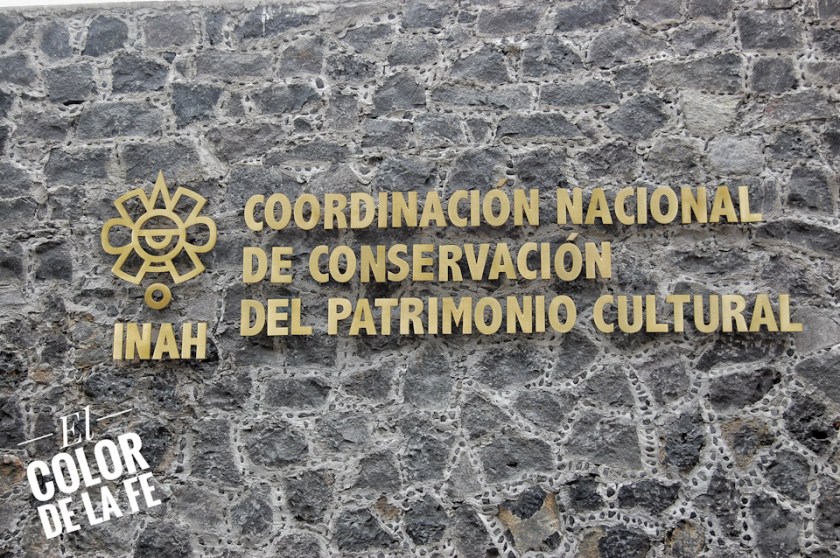 INAH
COORDINACIÓN NACIONAL
DE CONSERVACIÓN
DEL PATRIMONIO CULTURAL
El
COLOR
DE LA FE